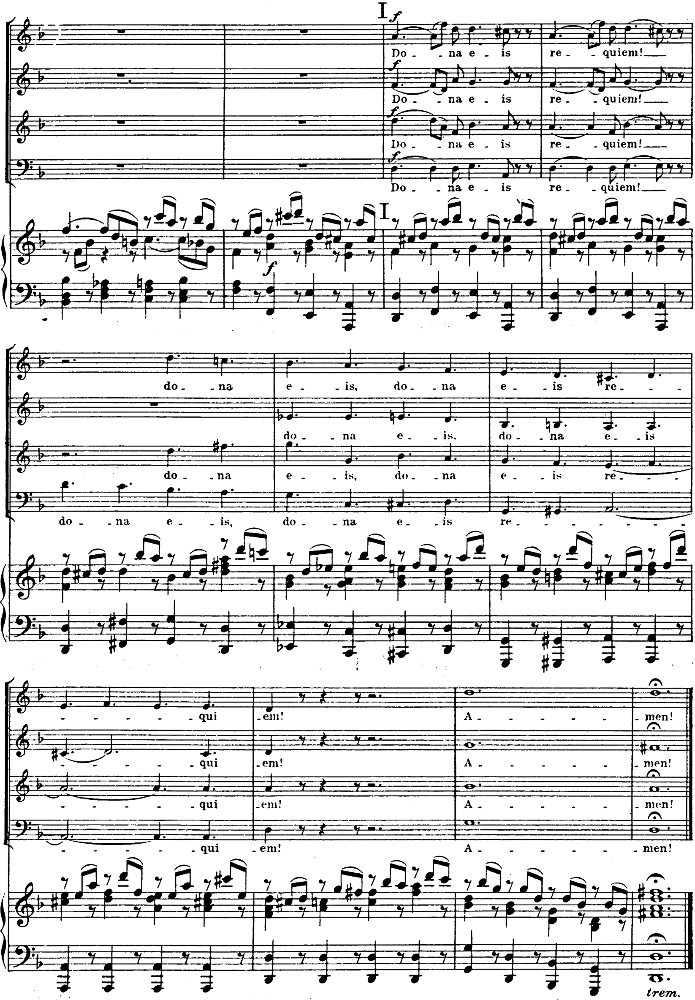 I f
Do - - na e - is re - - quiem!
f
Do - - na e - is re - - quiem!
f
Do - - na e - is re - - quiem!
f
Do - - na e - is re - - quiem!
I
f
do - - na e - - is, do - - na e - - is re - - -
do - - na e - - is. do - - na e - - is
do - - na e - - is, do - - na e - - is re - - -
do - - na e - - is, do - - na e - - is re - - - - - - -
- - - - - qui - em! A - - - - - - men!
- - - - - qui - em! A - - - - - - men!
- - - - - qui - em! A - - - - - - men!
- - - - - qui - em! A - - - - - - men!
trem.